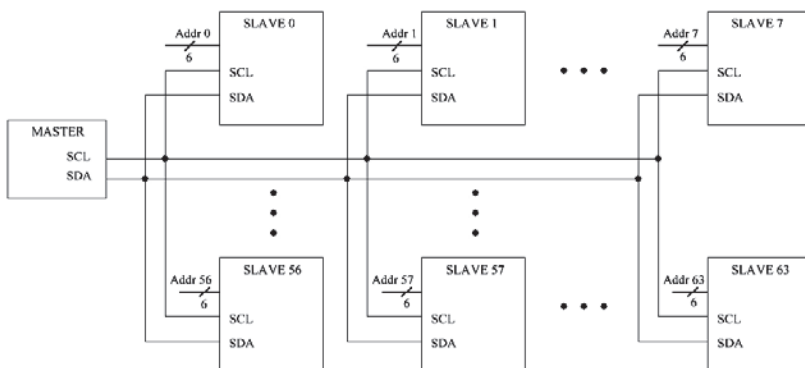 SLAVE 0
Addr 0
6
SCL
SDA
SLAVE 1
Addr 1
6
SCL
SDA
SLAVE 7
Addr 7
6
SCL
SDA
MASTER
SCL
SDA
SLAVE 56
Addr 56
6
SCL
SDA
SLAVE 57
Addr 57
6
SCL
SDA
SLAVE 63
Addr 63
6
SCL
SDA